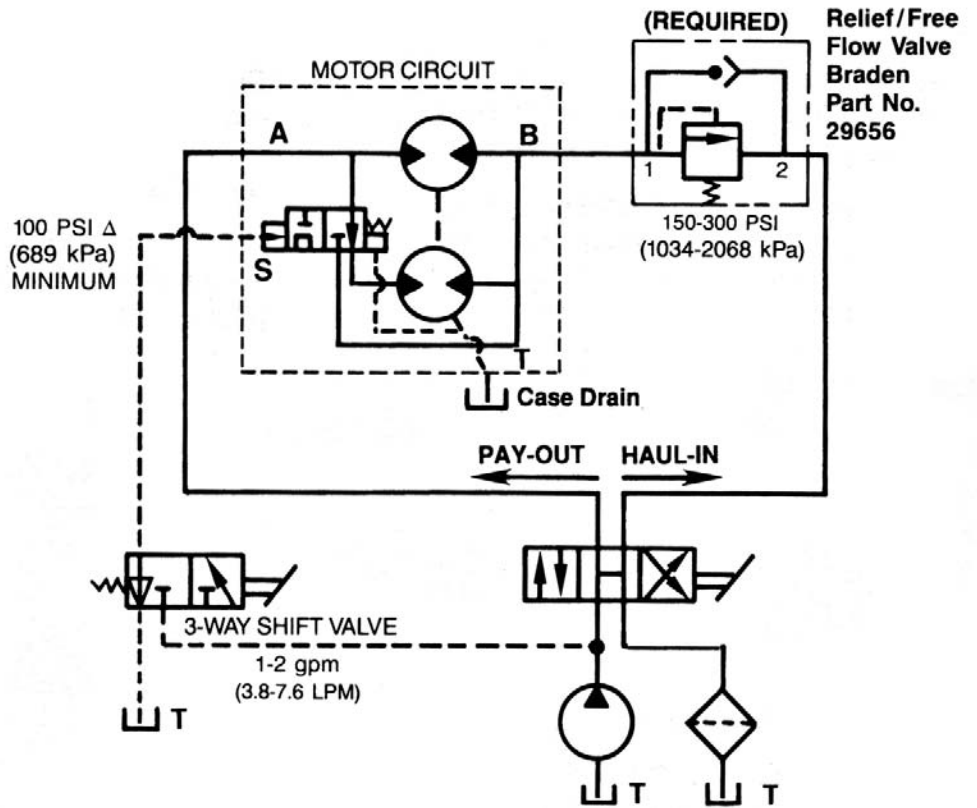 (REQUIRED)
Relief/Free
Flow Valve
Braden
Part No.
29656
MOTOR CIRCUIT
A
B
1
2
150-300 PSI
(1034-2068 kPa)
100 PSI Δ
(689 kPa)
MINIMUM
S
T
Case Drain
PAY-OUT
HAUL-IN
3-WAY SHIFT VALVE
1-2 gpm
(3.8-7.6 LPM)
T
T
T